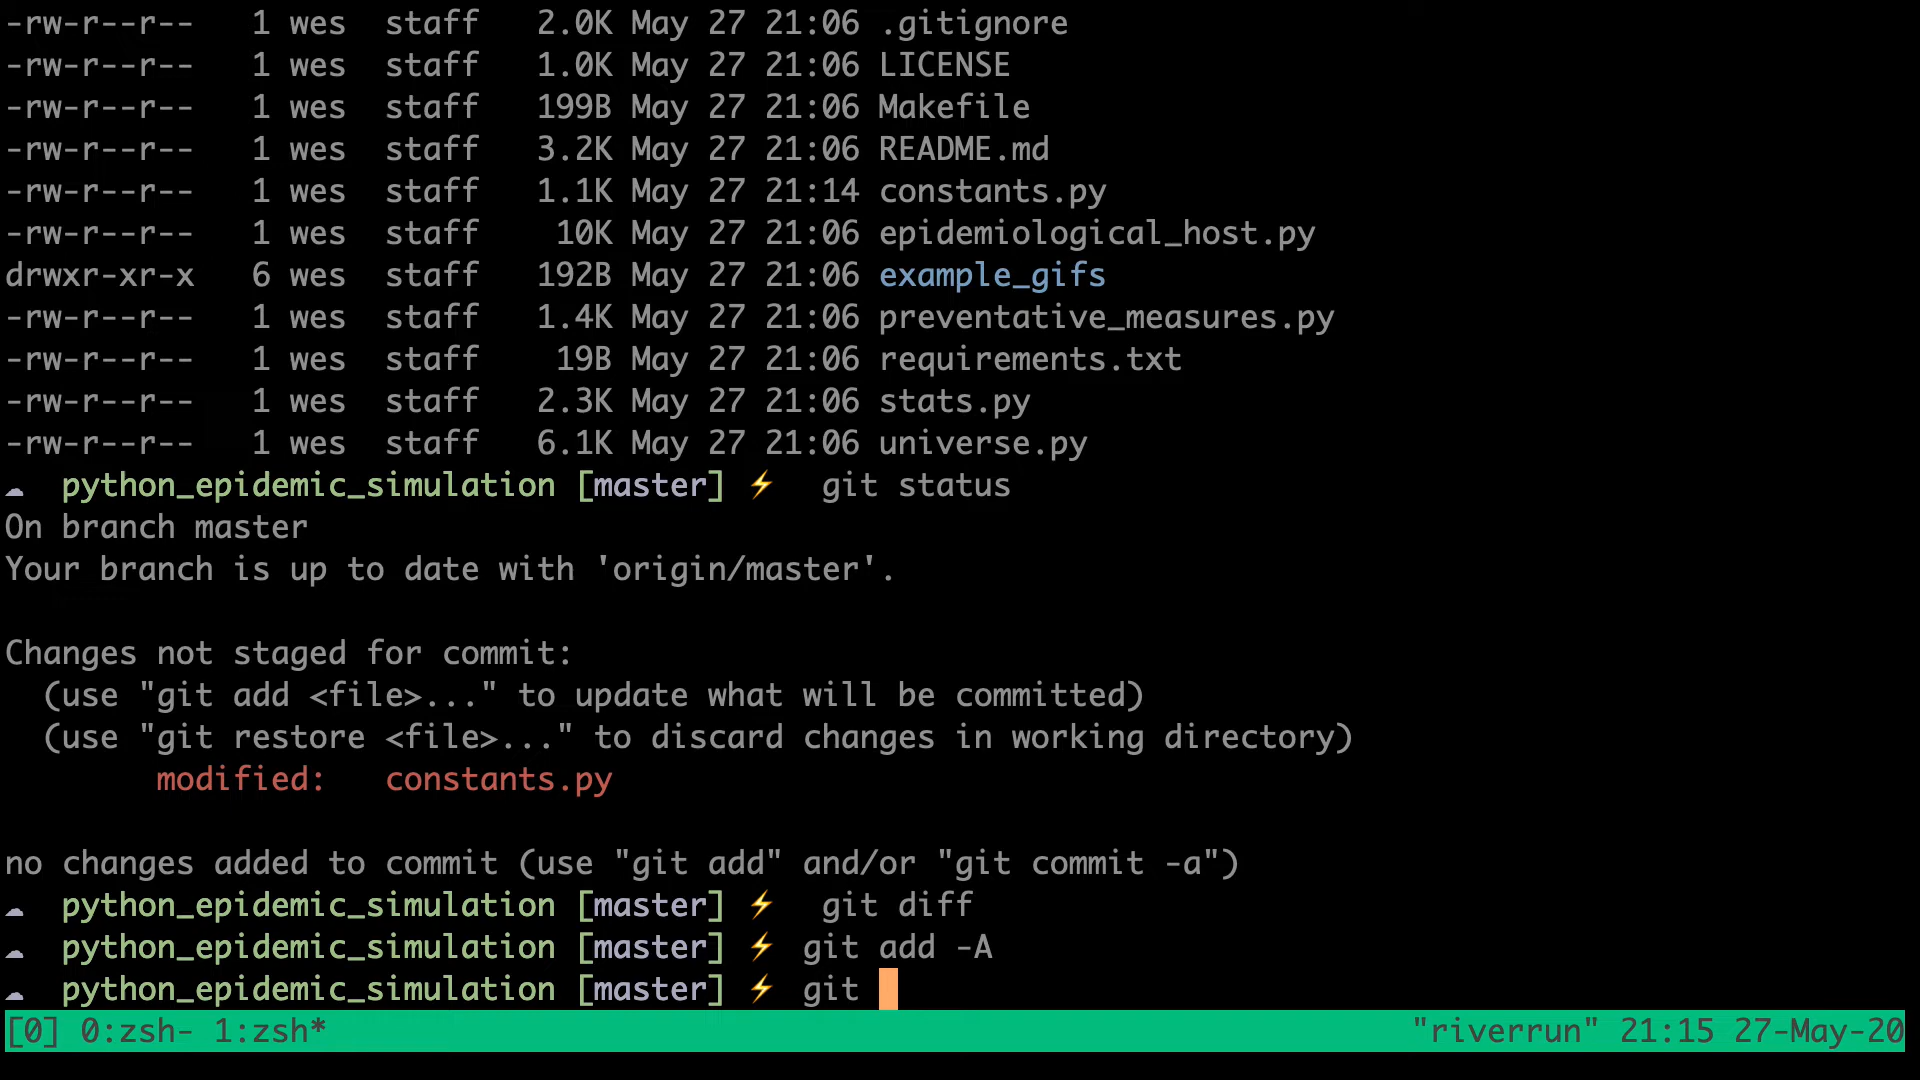 -rw-r--r--   1 wes  staff   2.0K May 27 21:06 .gitignore
-rw-r--r--   1 wes  staff   1.0K May 27 21:06 LICENSE
-rw-r--r--   1 wes  staff   199B May 27 21:06 Makefile
-rw-r--r--   1 wes  staff   3.2K May 27 21:06 README.md
-rw-r--r--   1 wes  staff   1.1K May 27 21:14 constants.py
-rw-r--r--   1 wes  staff    10K May 27 21:06 epidemiological_host.py
drwxr-xr-x   6 wes  staff   192B May 27 21:06 example_gifs
-rw-r--r--   1 wes  staff   1.4K May 27 21:06 preventative_measures.py
-rw-r--r--   1 wes  staff    19B May 27 21:06 requirements.txt
-rw-r--r--   1 wes  staff   2.3K May 27 21:06 stats.py
-rw-r--r--   1 wes  staff   6.1K May 27 21:06 universe.py
☁  python_epidemic_simulation [master] ⚡  git status
On branch master
Your branch is up to date with 'origin/master'.
Changes not staged for commit:
  (use "git add <file>..." to update what will be committed)
  (use "git restore <file>..." to discard changes in working directory)
        modified:   constants.py
no changes added to commit (use "git add" and/or "git commit -a")
☁  python_epidemic_simulation [master] ⚡  git diff
☁  python_epidemic_simulation [master] ⚡ git add -A
☁  python_epidemic_simulation [master] ⚡ git
[0] 0:zsh- 1:zsh* "riverrun" 21:15 27-May-20